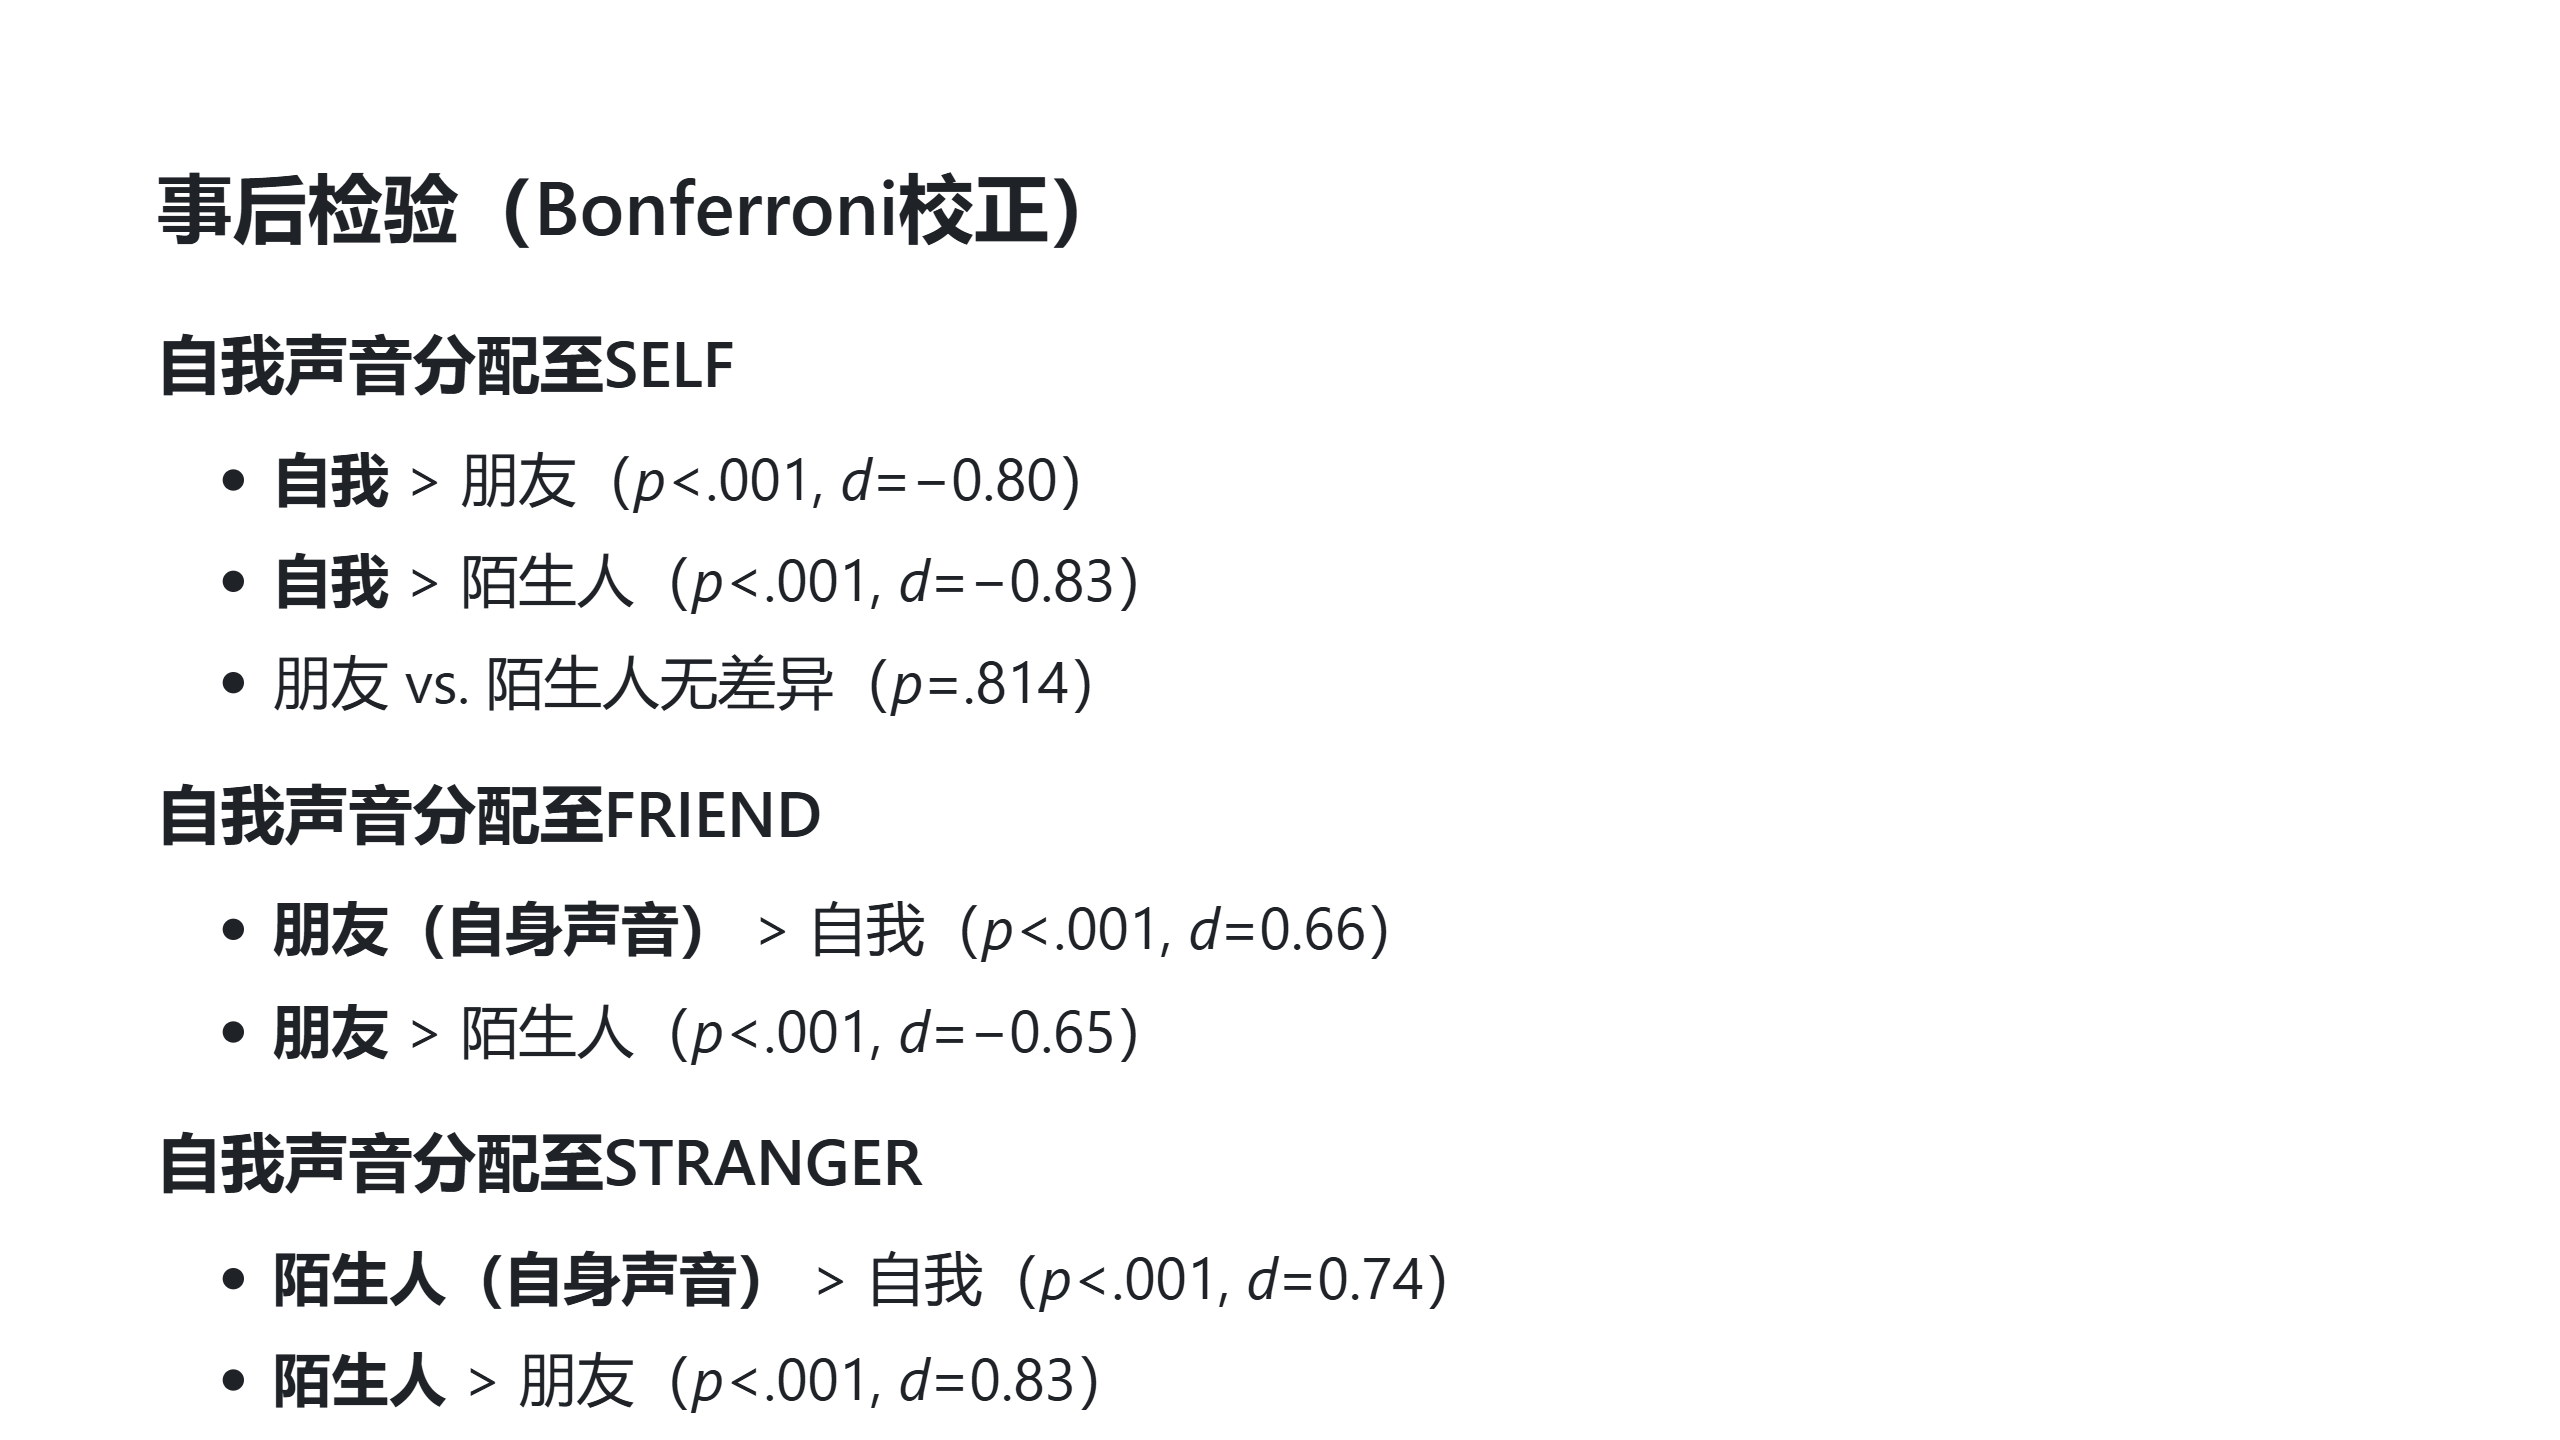 事后检验（Bonferroni校正）
自我声音分配至SELF
• 自我 > 朋友（p<.001, d=−0.80）
• 自我 > 陌生人（p<.001, d=−0.83）
• 朋友 vs. 陌生人无差异（p=.814）
自我声音分配至FRIEND
• 朋友（自身声音） > 自我（p<.001, d=0.66）
• 朋友 > 陌生人（p<.001, d=−0.65）
自我声音分配至STRANGER
• 陌生人（自身声音） > 自我（p<.001, d=0.74）
• 陌生人 > 朋友（p<.001, d=0.83）